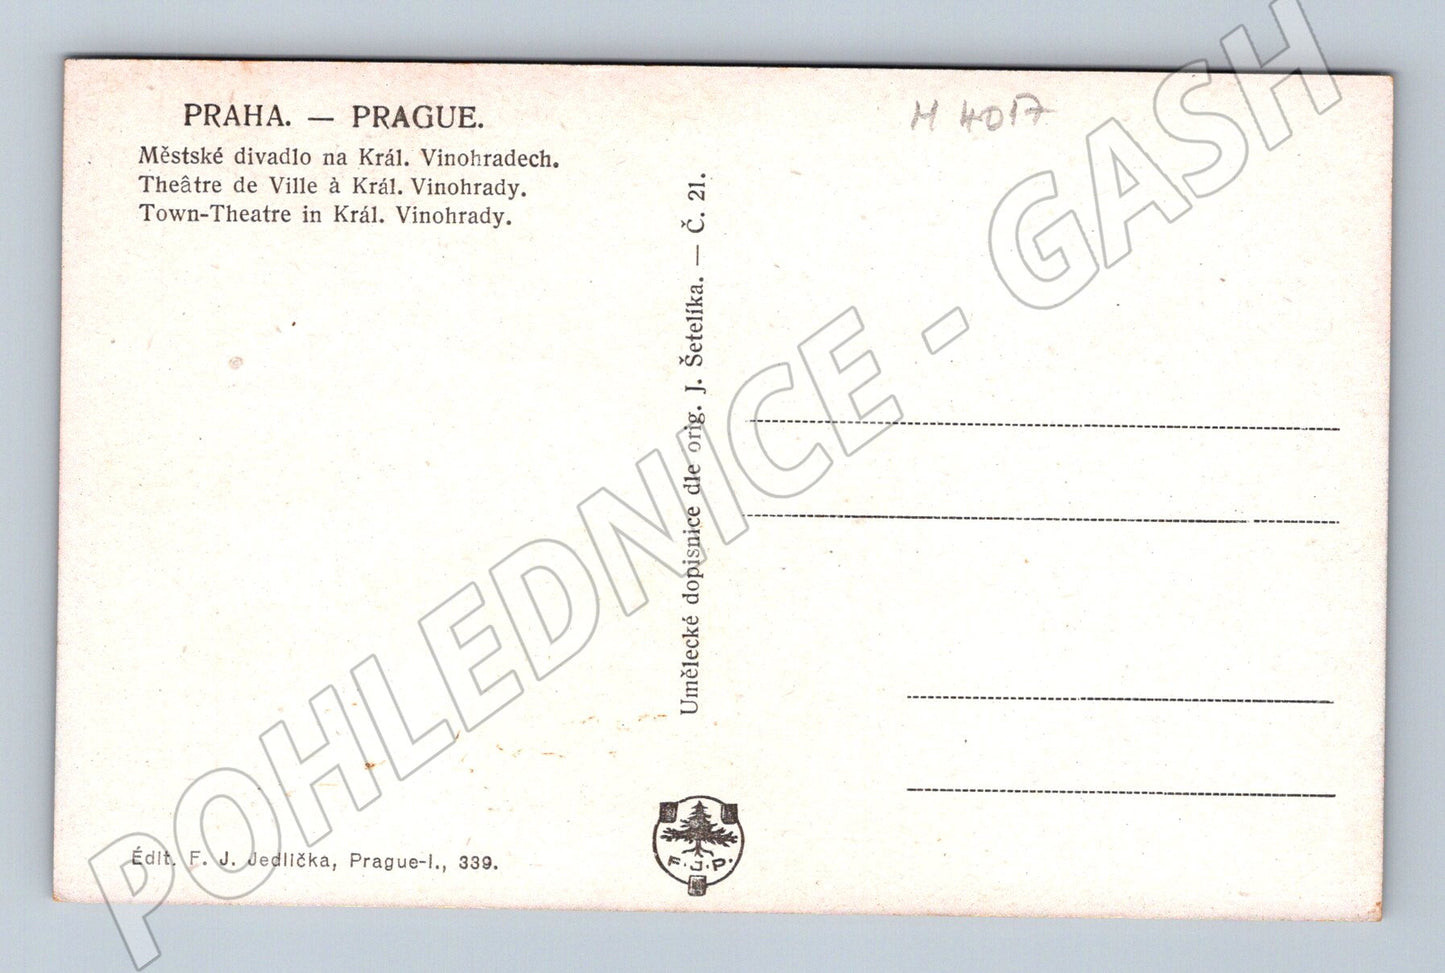 PRAHA. — PRAGUE.
Městské divadlo na Král. Vinohradech.
Theâtre de Ville à Král. Vinohrady.
Town-Theatre in Král. Vinohrady.
H 4017
Umělecké dopisnice dle orig. J. Šetelíka. — Č. 21.
Édit. F. J. Jedlička, Prague-I., 339.
F. J. P.
POHLEDNICE - GASH